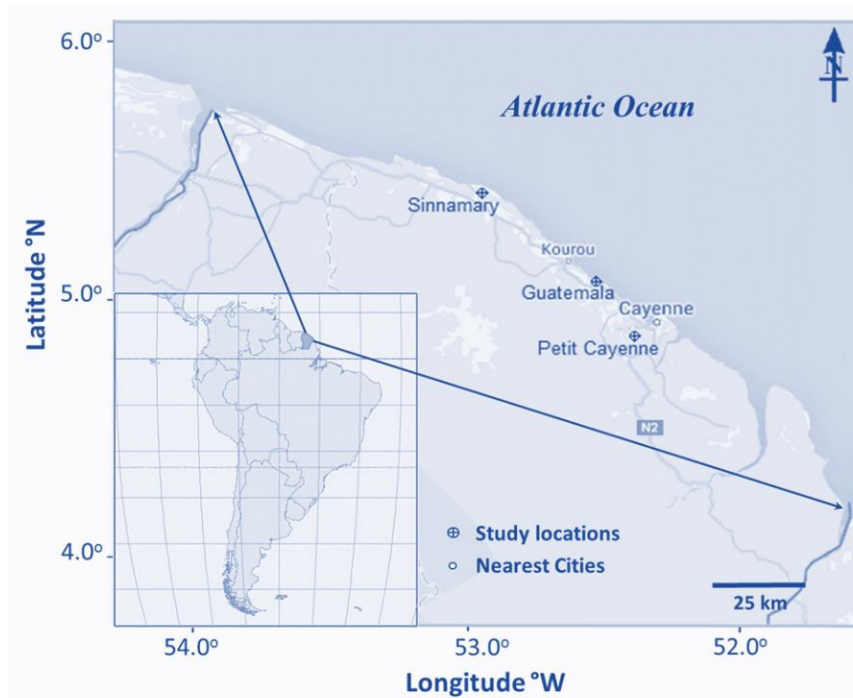 6.0°
N
Atlantic Ocean
Sinnamary
Kourou
Guatemala
Cayenne
Petit Cayenne
5.0°
Latitude °N
N2
Study locations
Nearest Cities
4.0°
25 km
54.0°
53.0°
52.0°
Longitude °W